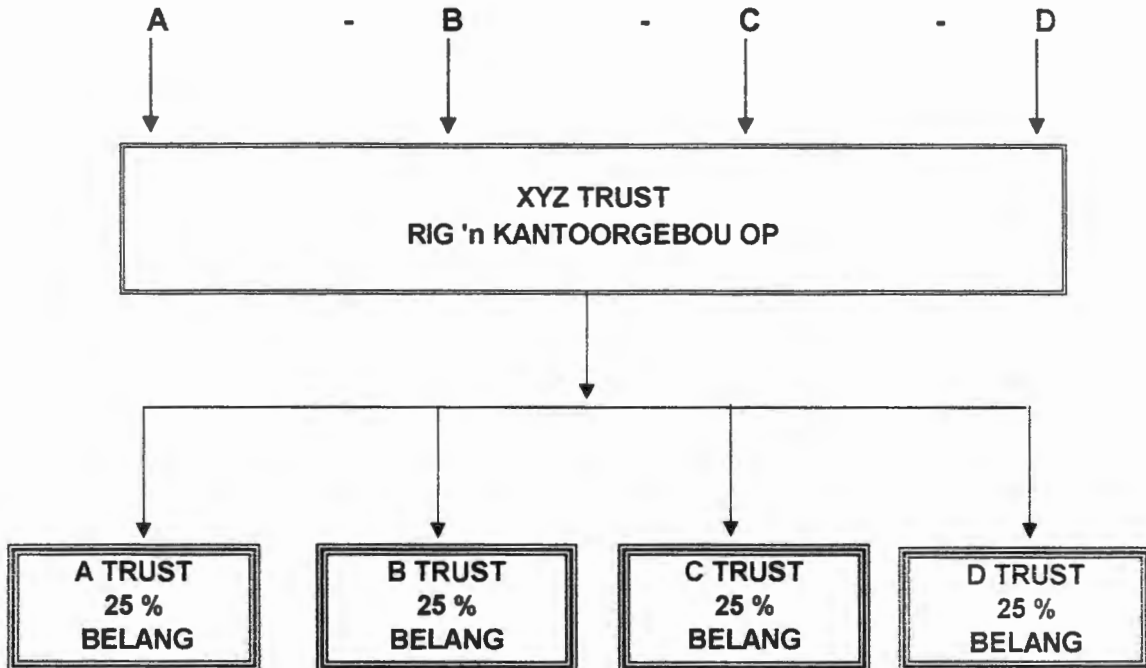 A - B - C - D
XYZ TRUST
RIG 'n KANTOORGEBOU OP
A TRUST
25 %
BELANG
B TRUST
25 %
BELANG
C TRUST
25 %
BELANG
D TRUST
25 %
BELANG